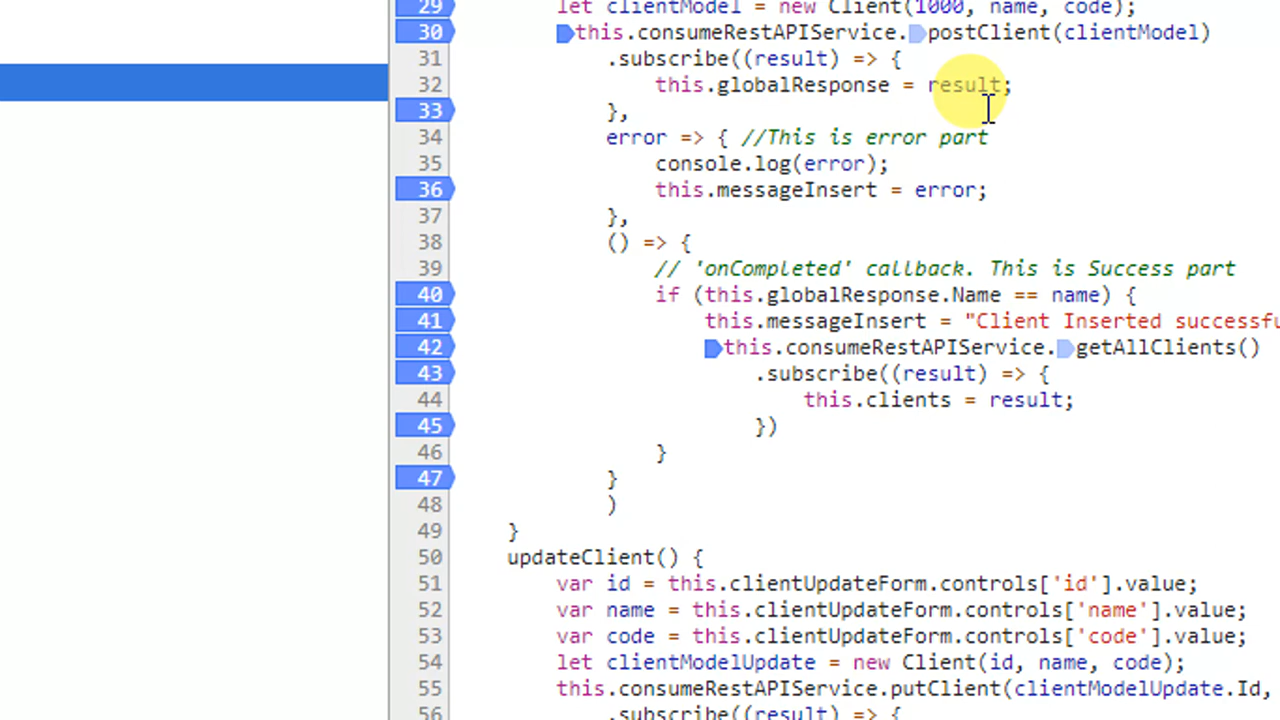 29 let clientModel = new Client(1000, name, code);
30 this.consumeRestAPIService.postClient(clientModel)
31 .subscribe((result) => {
32 this.globalResponse = result;
33 },
34 error => { //This is error part
35 console.log(error);
36 this.messageInsert = error;
37 },
38 () => {
39 // 'onCompleted' callback. This is Success part
40 if (this.globalResponse.Name == name) {
41 this.messageInsert = "Client Inserted successfu
42 this.consumeRestAPIService.getAllClients()
43 .subscribe((result) => {
44 this.clients = result;
45 })
46 }
47 }
48 )
49 }
50 updateClient() {
51 var id = this.clientUpdateForm.controls['id'].value;
52 var name = this.clientUpdateForm.controls['name'].value;
53 var code = this.clientUpdateForm.controls['code'].value;
54 let clientModelUpdate = new Client(id, name, code);
55 this.consumeRestAPIService.putClient(clientModelUpdate.Id,
56 .subscribe((result) => {